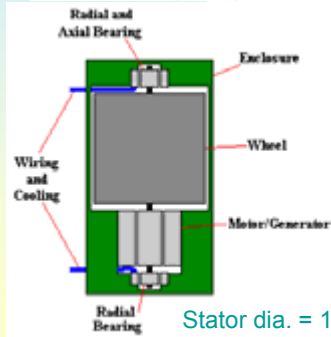 Radial and
Axial Bearing
Enclosure
Wheel
Wiring
and
Cooling
Motor/Generator
Radial
Bearing
Stator dia. = 1